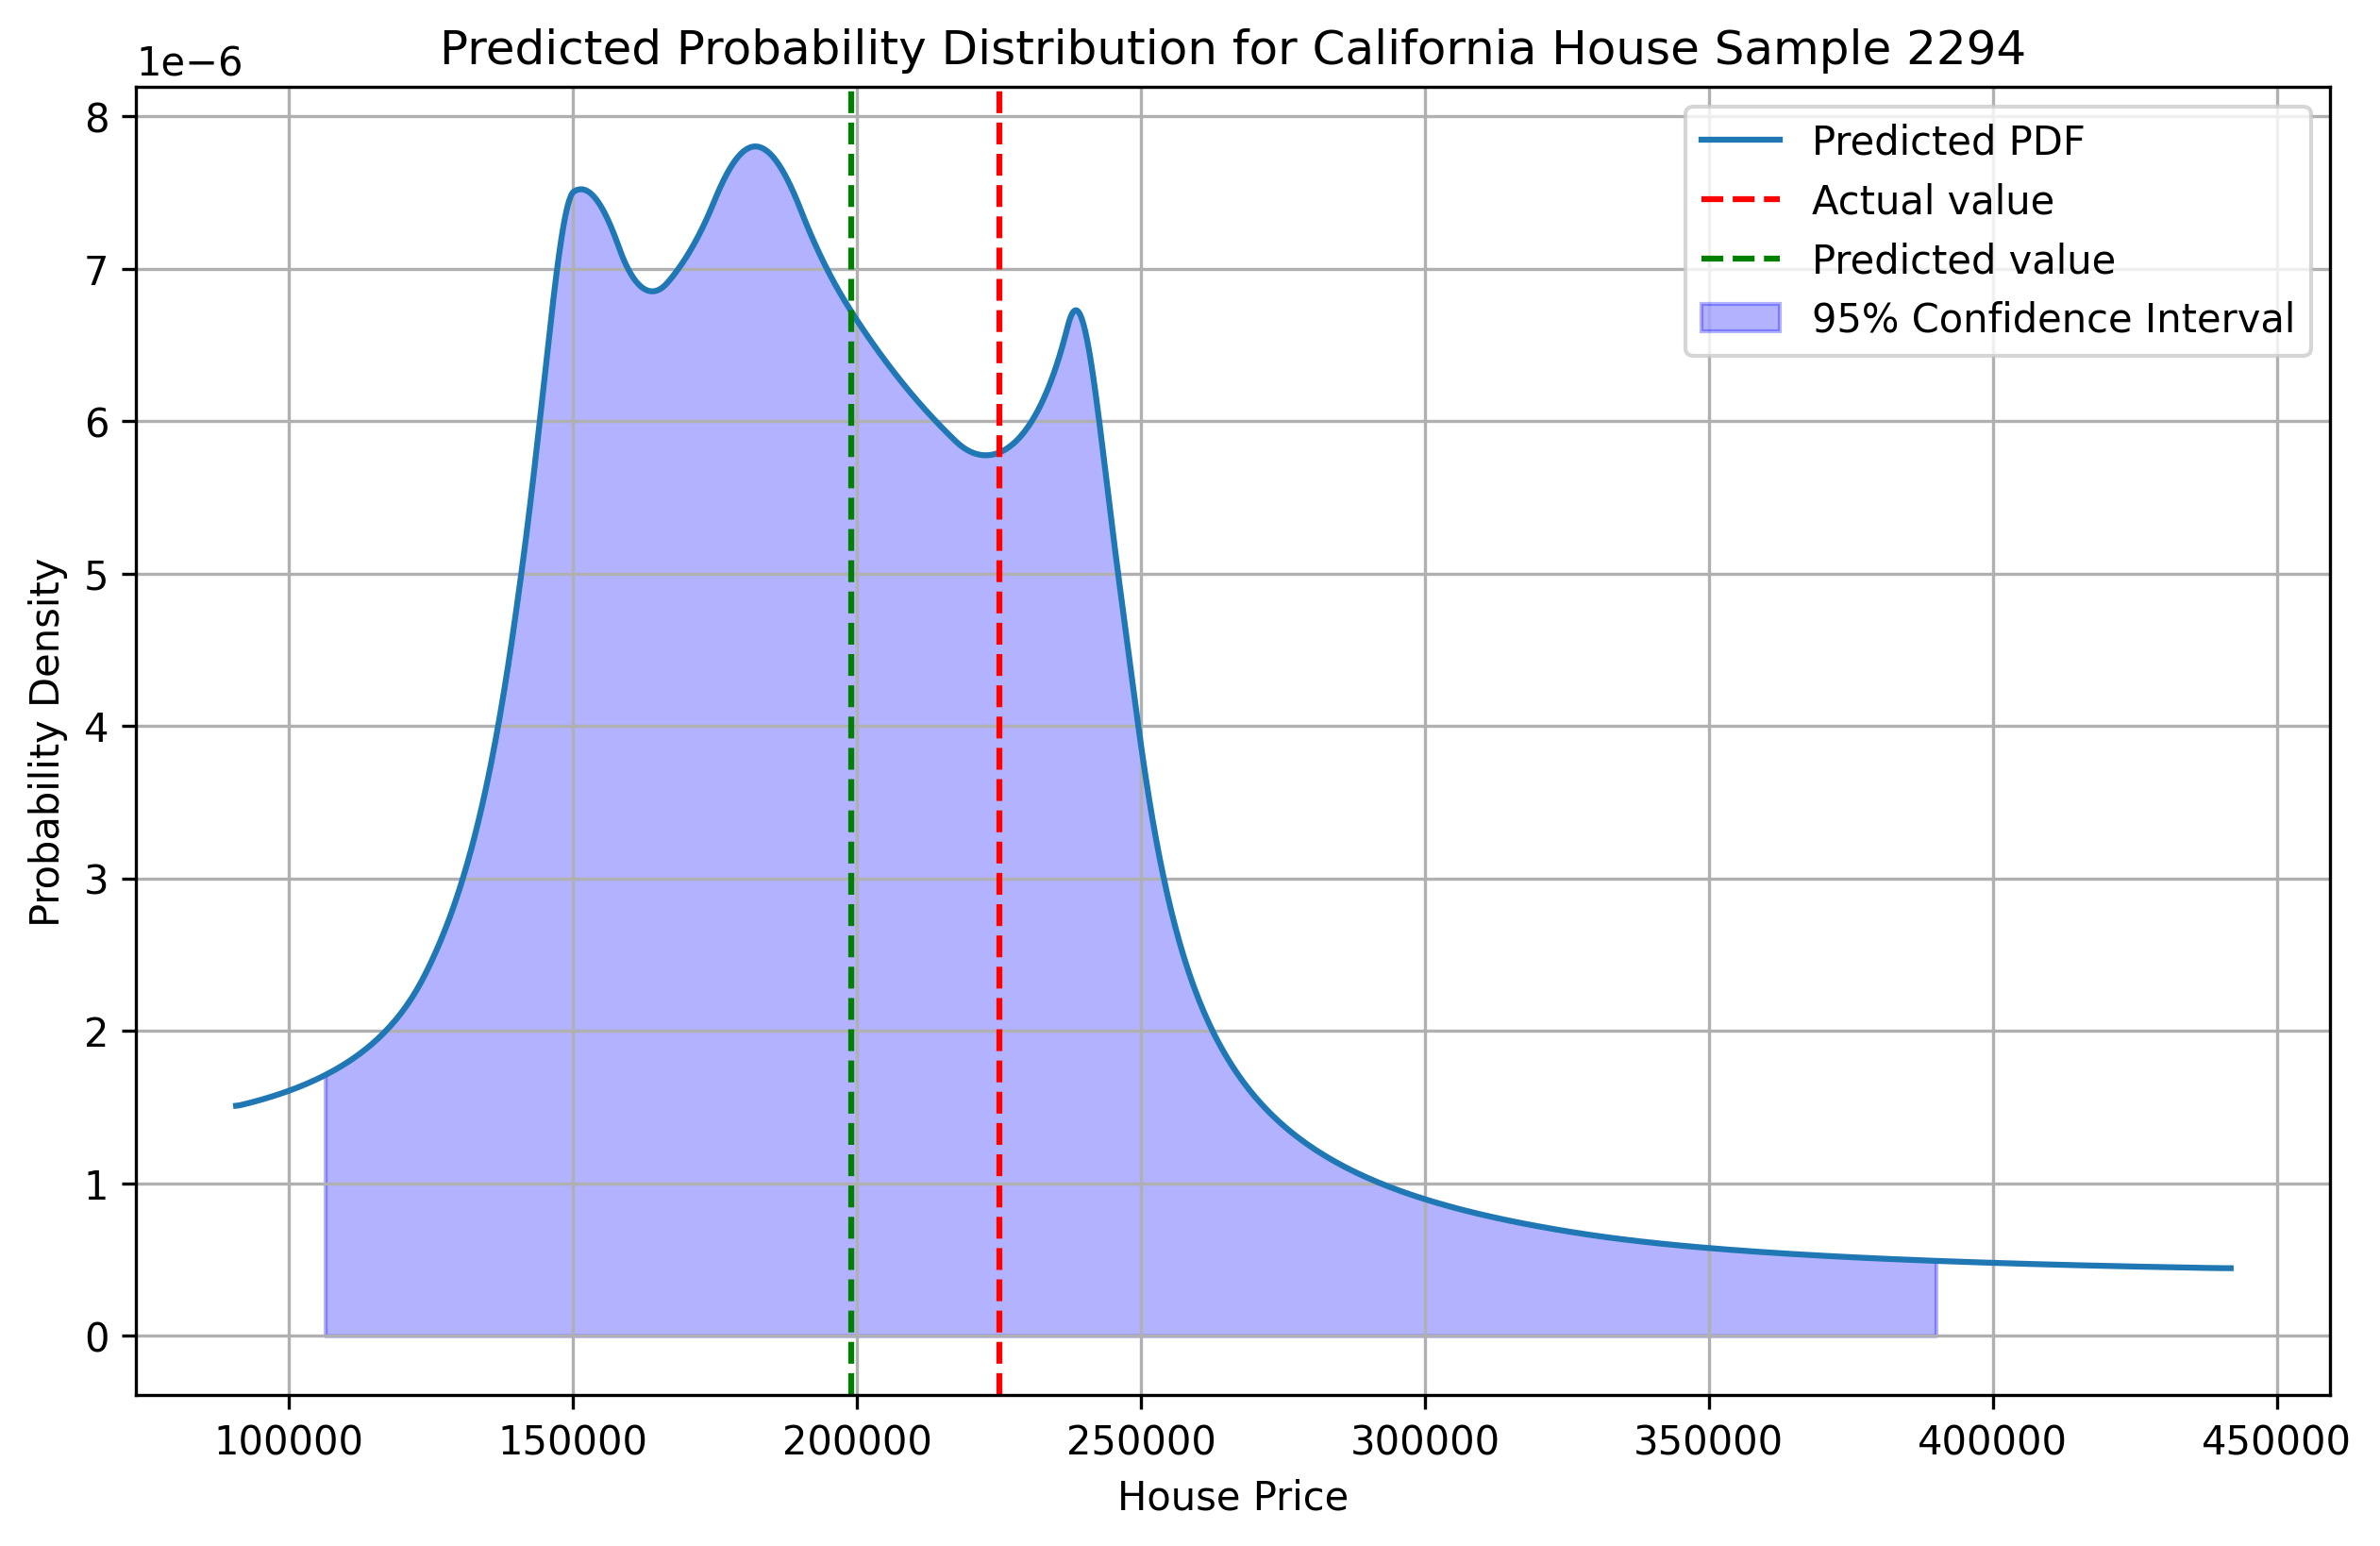 Predicted Probability Distribution for California House Sample 2294
1e−6
8
7
6
5
4
3
2
1
0
Probability Density
Predicted PDF
Actual value
Predicted value
95% Confidence Interval
100000 150000 200000 250000 300000 350000 400000 450000
House Price